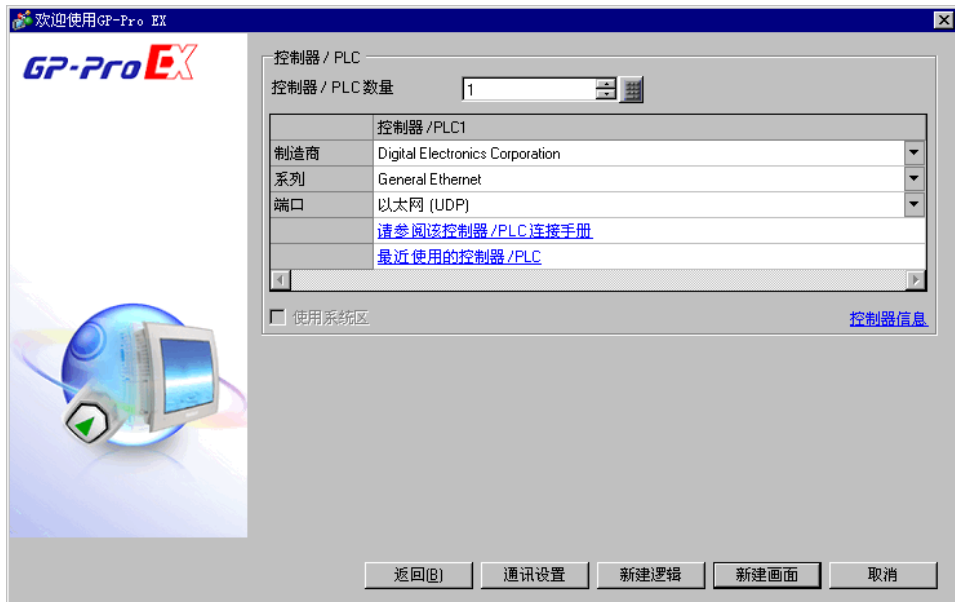 欢迎使用GP-Pro EX
GP-Pro EX
控制器/PLC
控制器/PLC数量 1
控制器/PLC1
制造商 Digital Electronics Corporation
系列 General Ethernet
端口 以太网 (UDP)
请参阅该控制器/PLC连接手册
最近使用的控制器/PLC
使用系统区 控制器信息
返回(B) 通讯设置 新建逻辑 新建画面 取消